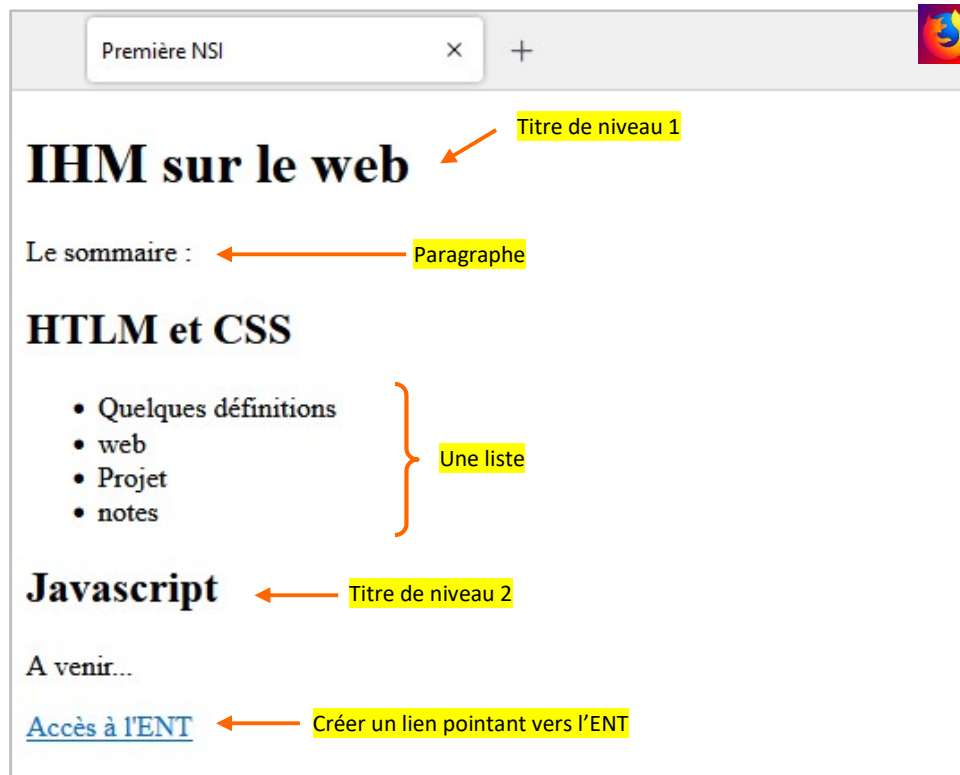 Première NSI
Titre de niveau 1
IHM sur le web
Le sommaire :
Paragraphe
HTLM et CSS
Quelques définitions
web
Une liste
Projet
notes
Javascript
Titre de niveau 2
A venir...
Accès à l'ENT
Créer un lien pointant vers l’ENT